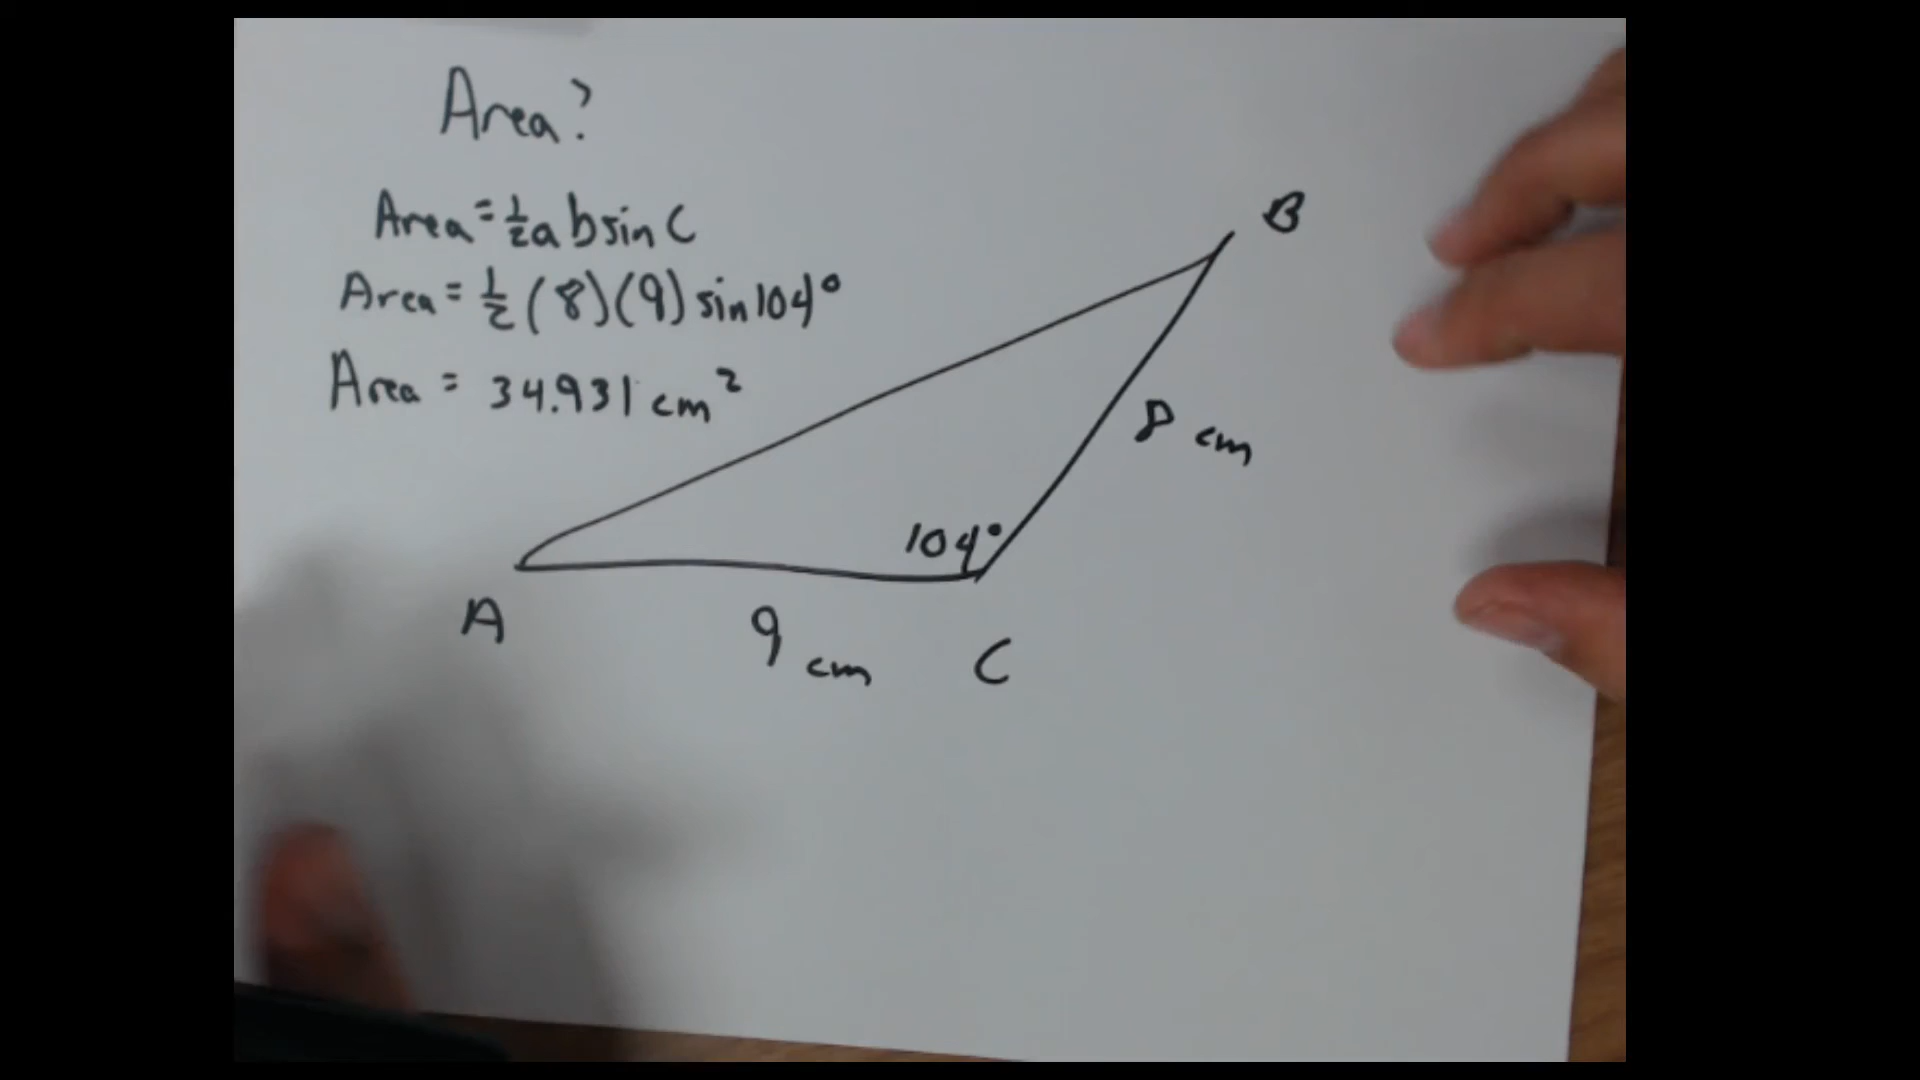 Area?
Area = 1/2 a b sin C
Area = 1/2 (8)(9) sin 104°
Area = 34.931 cm²
B
8 cm
104°
A
9 cm
C